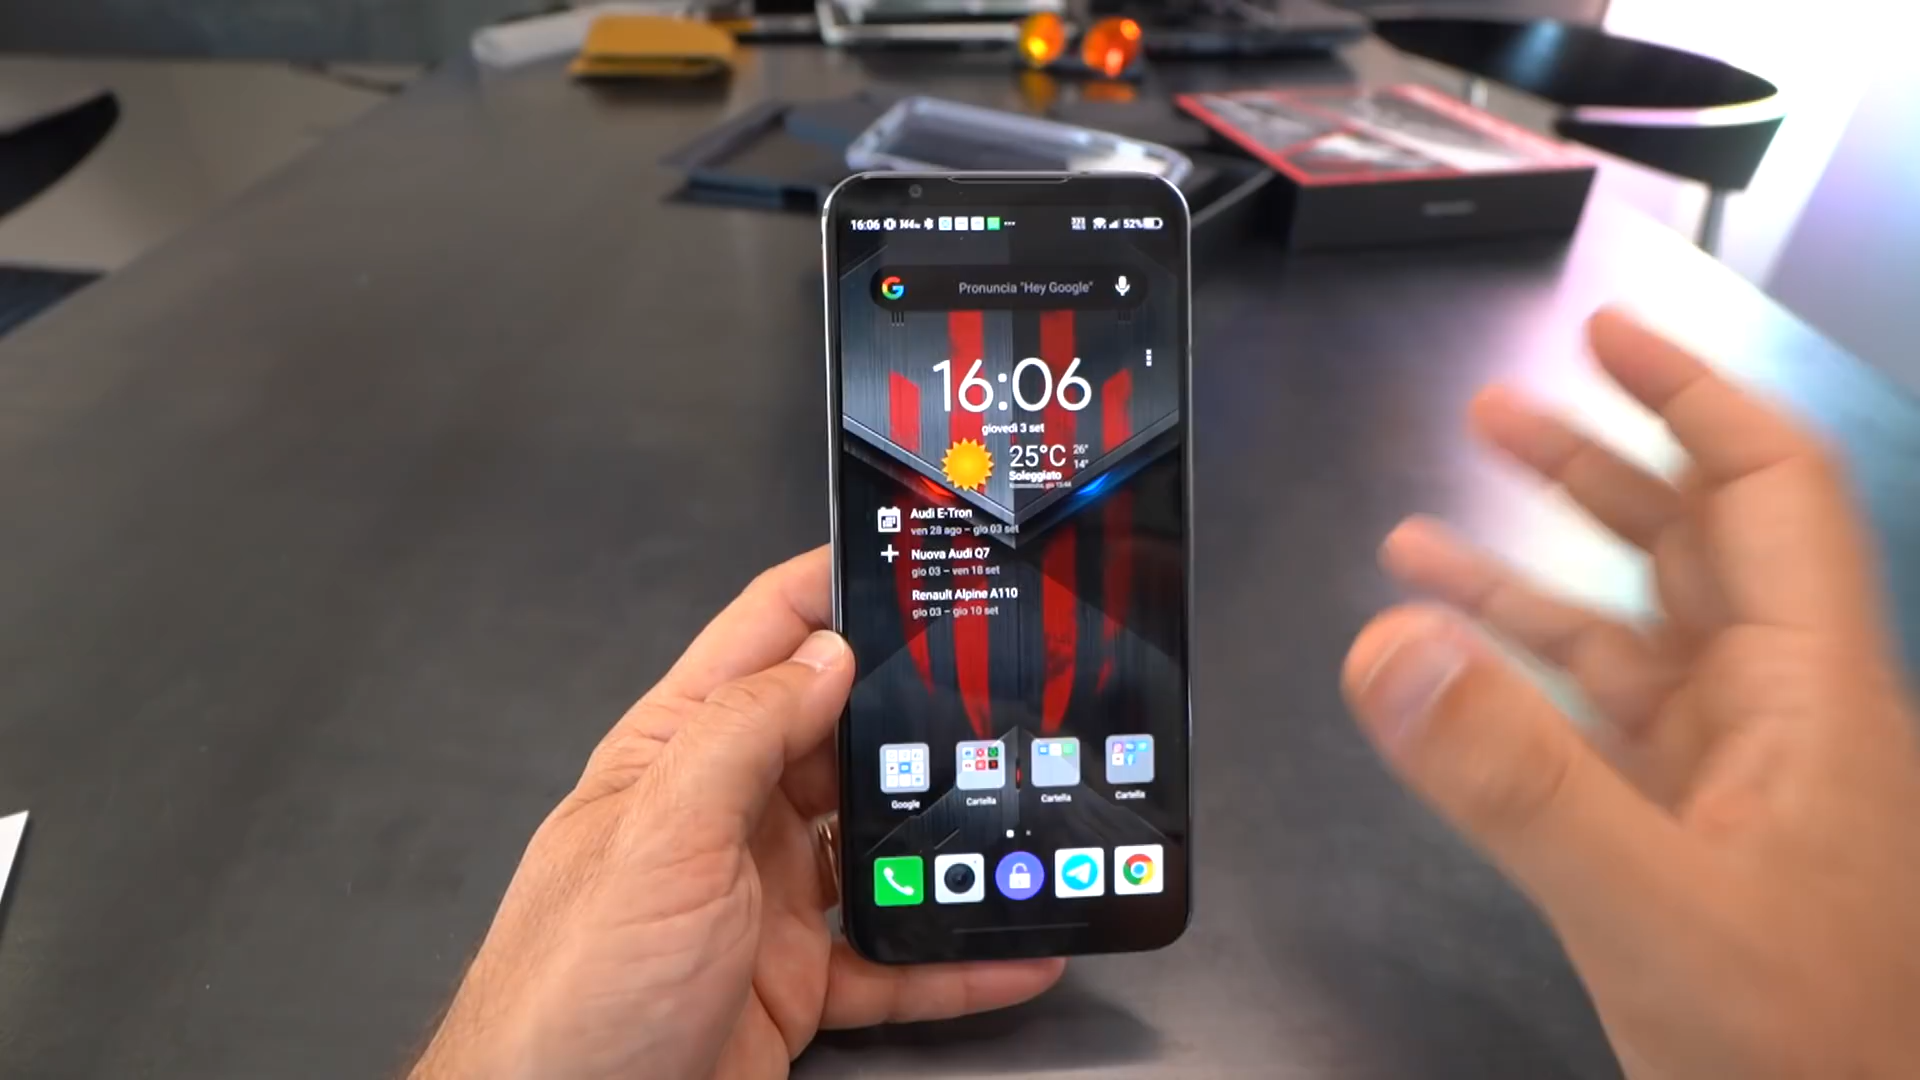 16:06 144Hz 52%
Pronuncia "Hey Google"
16:06
giovedì 3 set
25°C 26°
14°
Soleggiato
Audi E-Tron
ven 28 ago – gio 03 set
Nuova Audi Q7
gio 03 – ven 18 set
Renault Alpine A110
gio 03 – gio 10 set
Google Cartella Cartella Cartella